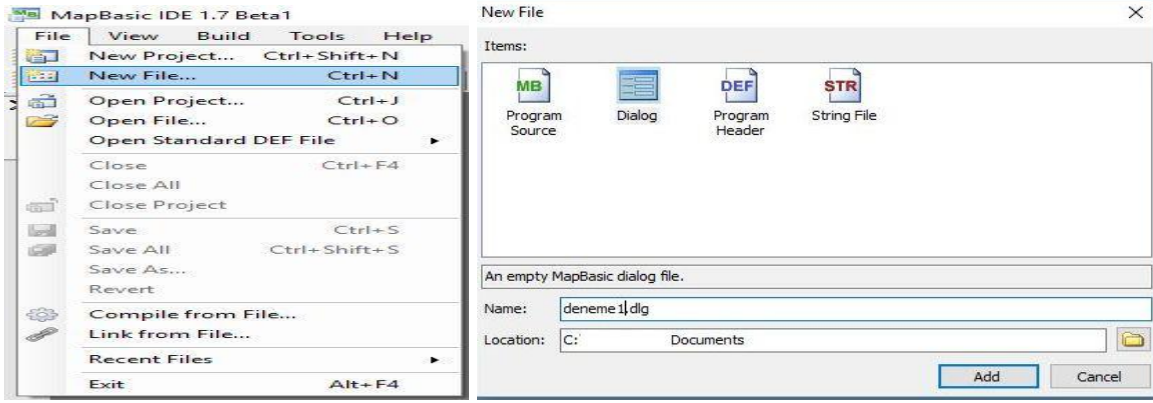 MapBasic IDE 1.7 Beta1
File View Build Tools Help
New Project... Ctrl+Shift+N
New File... Ctrl+N
Open Project... Ctrl+J
Open File... Ctrl+O
Open Standard DEF File
Close Ctrl+F4
Close All
Close Project
Save Ctrl+S
Save All Ctrl+Shift+S
Save As...
Revert
Compile from File...
Link from File...
Recent Files
Exit Alt+F4
New File
Items:
MB DEF STR
Program Source Dialog Program Header String File
An empty MapBasic dialog file.
Name: deneme1.dlg
Location: C: Documents
Add Cancel